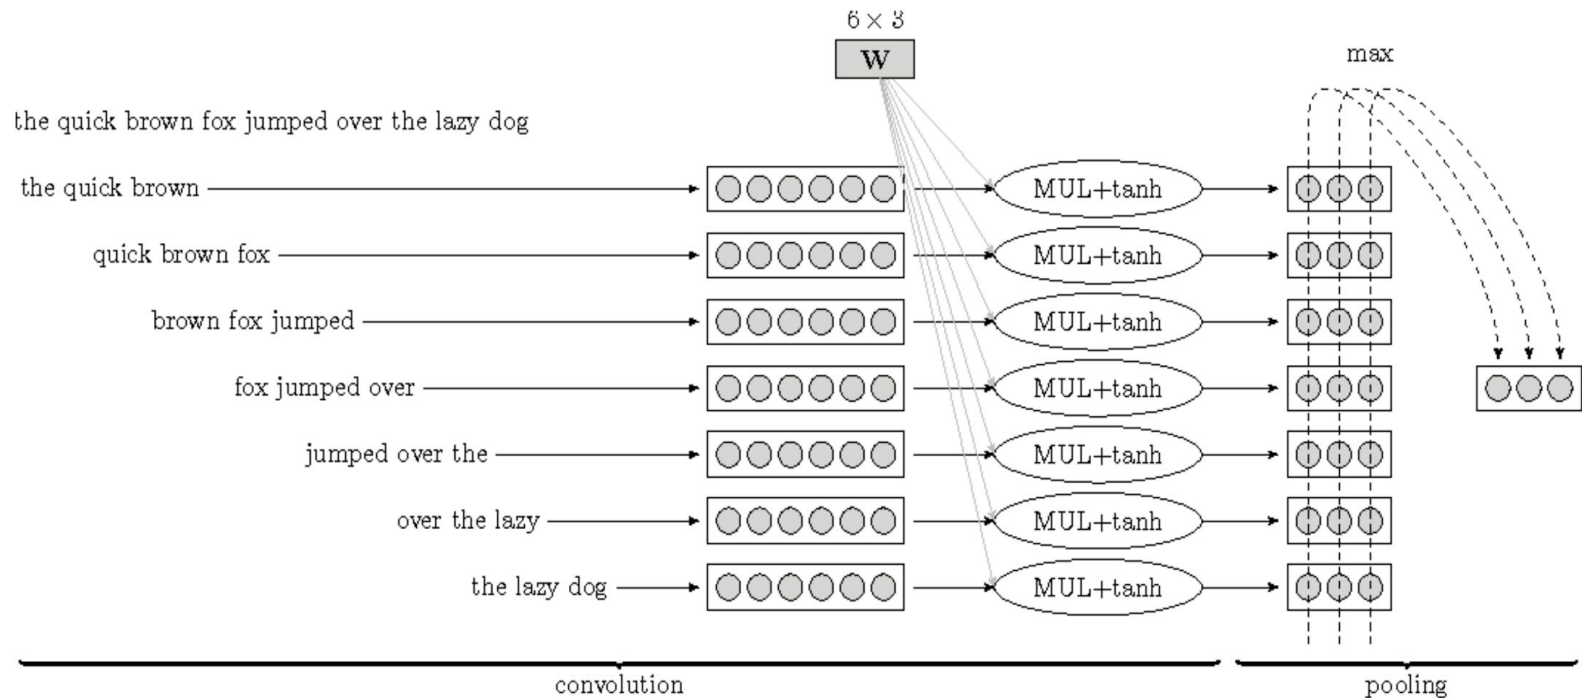 6 × 3
W
max
the quick brown fox jumped over the lazy dog
the quick brown
MUL+tanh
quick brown fox
MUL+tanh
brown fox jumped
MUL+tanh
fox jumped over
MUL+tanh
jumped over the
MUL+tanh
over the lazy
MUL+tanh
the lazy dog
MUL+tanh
convolution
pooling